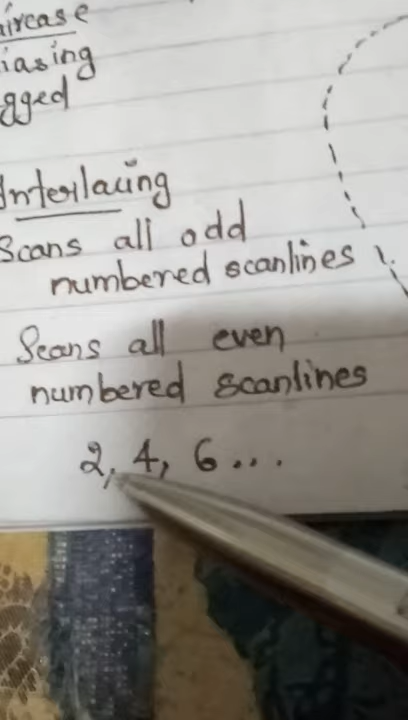 aircase
iasing
gged
Interlacing
Scans all odd
numbered scanlines
Scans all even
numbered scanlines
2, 4, 6...